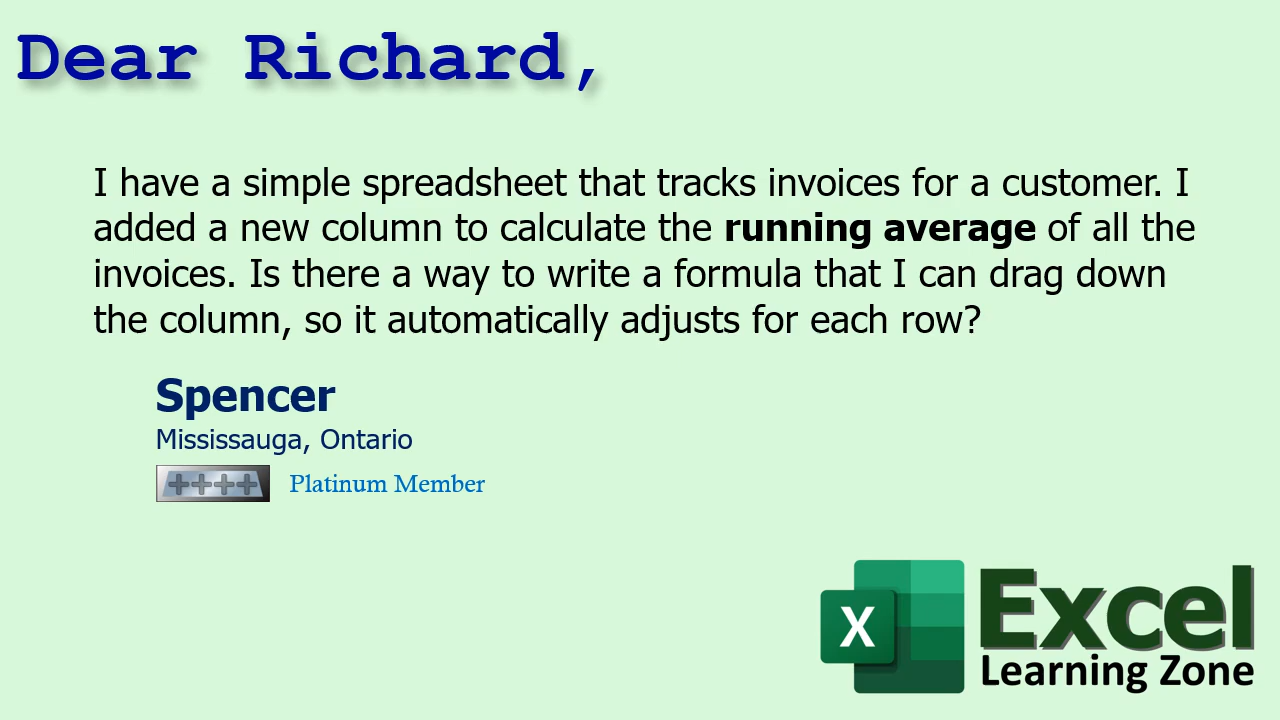 Dear Richard,
I have a simple spreadsheet that tracks invoices for a customer. I
added a new column to calculate the running average of all the
invoices. Is there a way to write a formula that I can drag down
the column, so it automatically adjusts for each row?
Spencer
Mississauga, Ontario
Platinum Member
X
Excel
Learning Zone